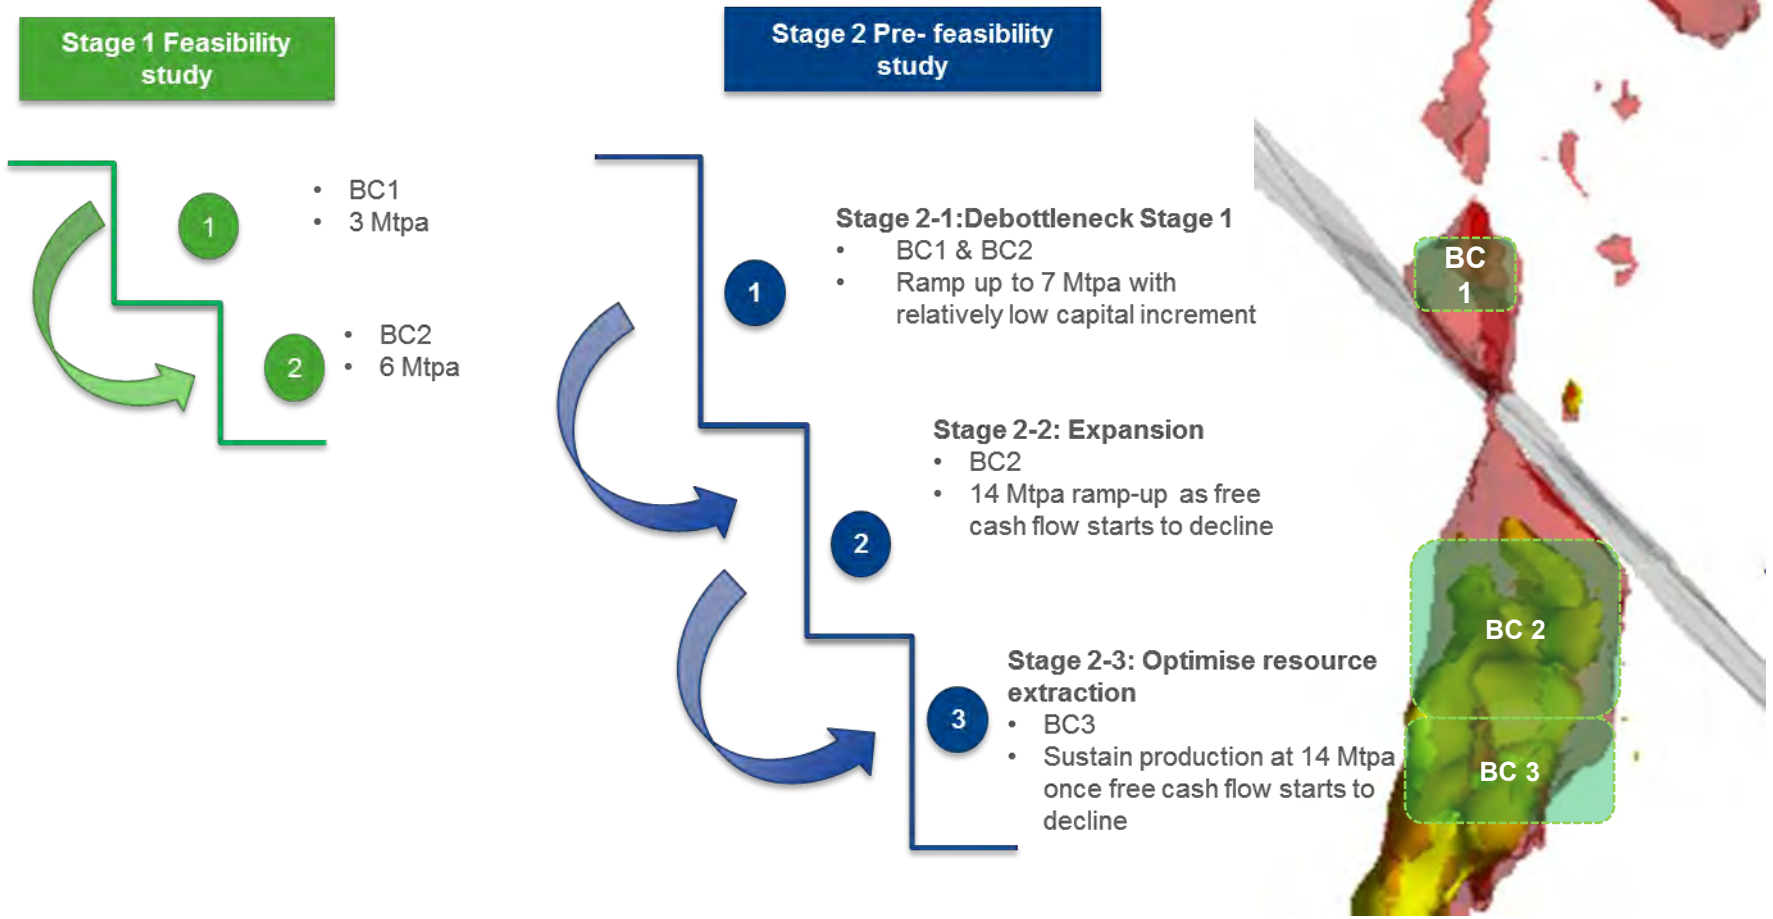 Stage 1 Feasibility
study
1
• BC1
• 3 Mtpa
2
• BC2
• 6 Mtpa
Stage 2 Pre- feasibility
study
1
Stage 2-1:Debottleneck Stage 1
• BC1 & BC2
• Ramp up to 7 Mtpa with
relatively low capital increment
2
Stage 2-2: Expansion
• BC2
• 14 Mtpa ramp-up as free
cash flow starts to decline
3
Stage 2-3: Optimise resource
extraction
• BC3
• Sustain production at 14 Mtpa
once free cash flow starts to
decline
BC
1
BC 2
BC 3